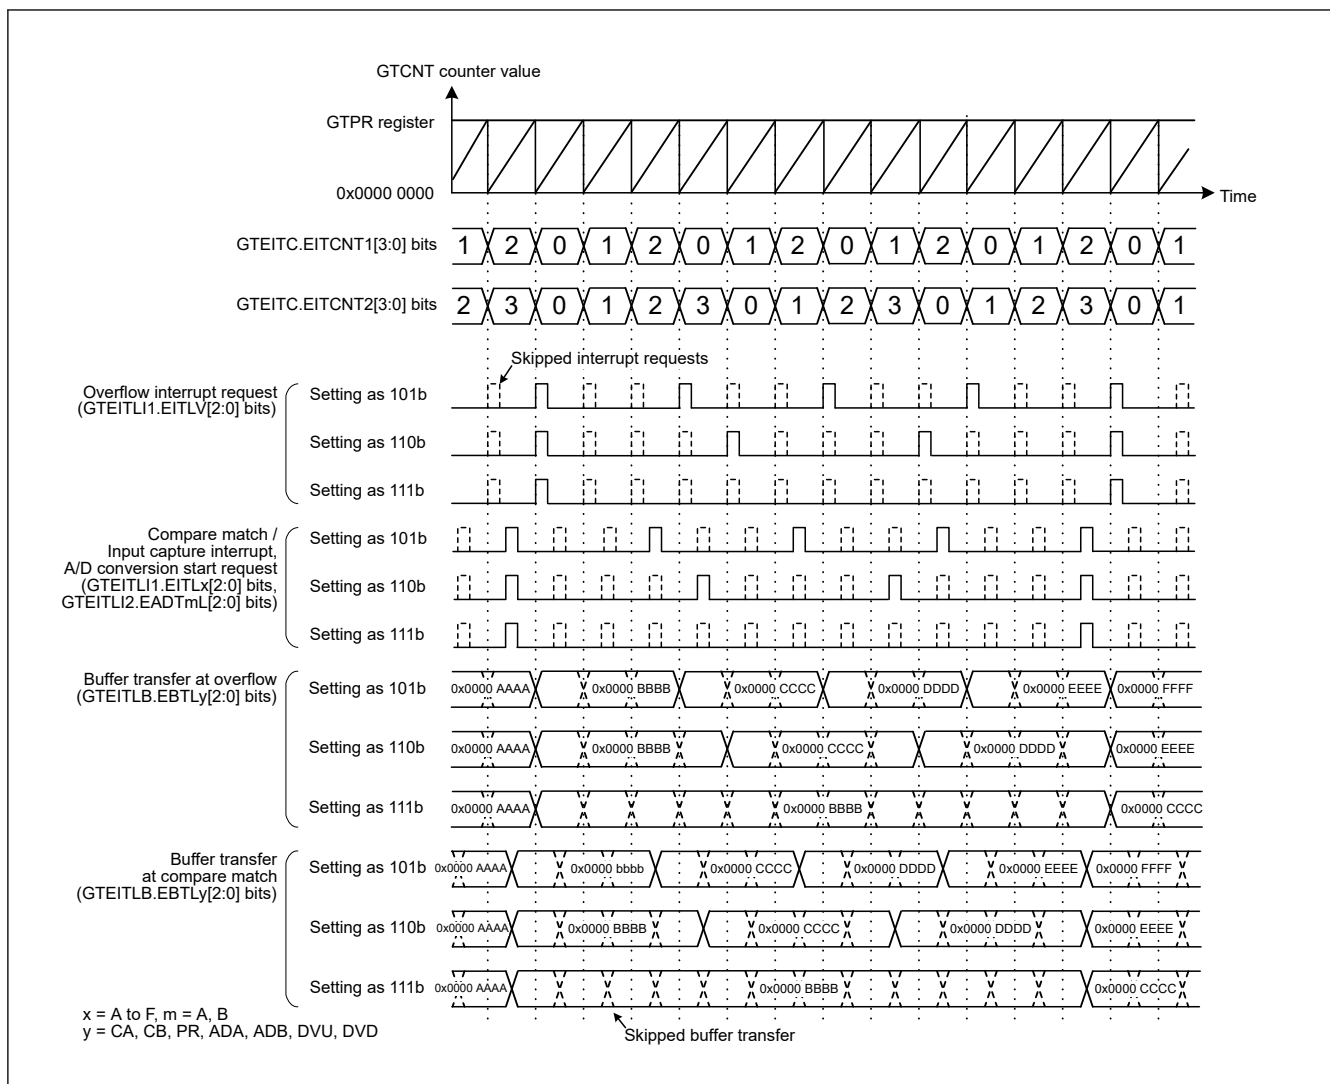 GTCNT counter value
GTPR register
0x0000 0000
Time
GTEITC.EITCNT1[3:0] bits 1 2 0 1 2 0 1 2 0 1 2 0 1 2 0 1
GTEITC.EITCNT2[3:0] bits 2 3 0 1 2 3 0 1 2 3 0 1 2 3 0 1
Skipped interrupt requests
Overflow interrupt request
(GTEITLI1.EITLV[2:0] bits)
Setting as 101b
Setting as 110b
Setting as 111b
Compare match /
Input capture interrupt,
A/D conversion start request
(GTEITLI1.EITLx[2:0] bits,
GTEITLI2.EADTmL[2:0] bits)
Setting as 101b
Setting as 110b
Setting as 111b
Buffer transfer at overflow
(GTEITLB.EBTLy[2:0] bits)
Setting as 101b 0x0000 AAAA 0x0000 BBBB 0x0000 CCCC 0x0000 DDDD 0x0000 EEEE 0x0000 FFFF
Setting as 110b 0x0000 AAAA 0x0000 BBBB 0x0000 CCCC 0x0000 DDDD 0x0000 EEEE
Setting as 111b 0x0000 AAAA 0x0000 BBBB 0x0000 CCCC
Buffer transfer
at compare match
(GTEITLB.EBTLy[2:0] bits)
Setting as 101b 0x0000 AAAA 0x0000 bbbb 0x0000 CCCC 0x0000 DDDD 0x0000 EEEE 0x0000 FFFF
Setting as 110b 0x0000 AAAA 0x0000 BBBB 0x0000 CCCC 0x0000 DDDD 0x0000 EEEE
Setting as 111b 0x0000 AAAA 0x0000 BBBB 0x0000 CCCC
x = A to F, m = A, B
y = CA, CB, PR, ADA, ADB, DVU, DVD
Skipped buffer transfer